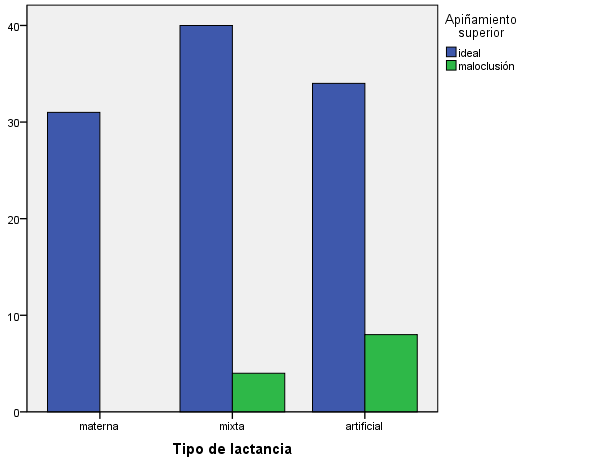 Apiñamiento
superior
ideal
maloclusión
40
30
20
10
0
materna mixta artificial
Tipo de lactancia